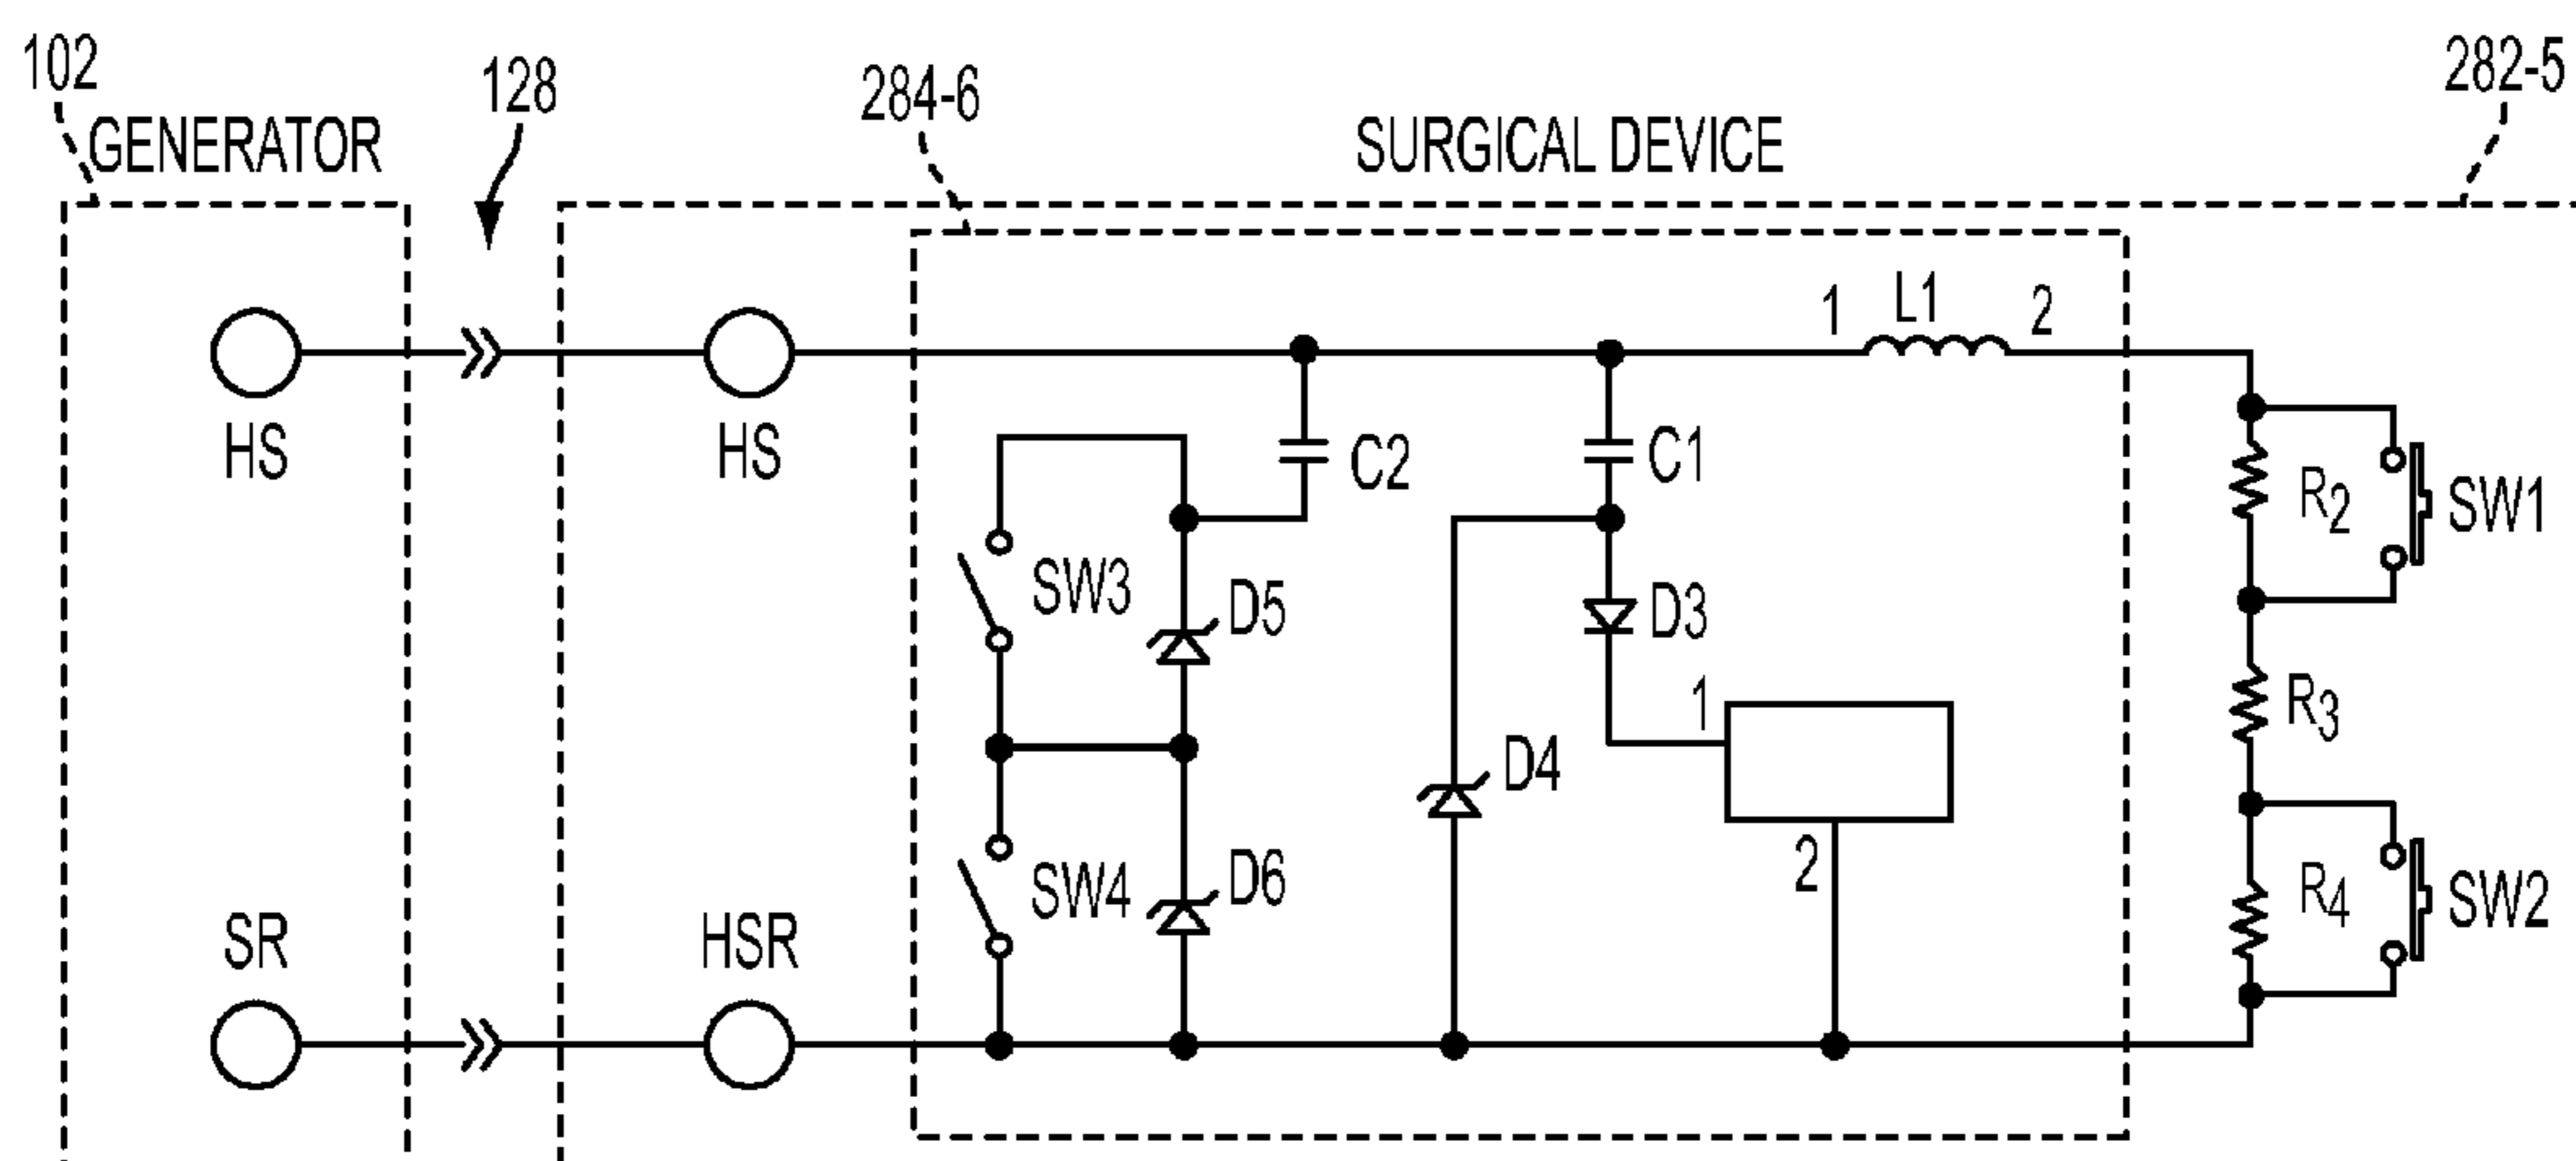 102
GENERATOR
128
284-6
SURGICAL DEVICE
282-5
HS
HS
1
L1
2
C2
C1
R2
SW1
SW3
D5
D3
1
R3
D4
2
SW4
D6
R4
SW2
SR
HSR